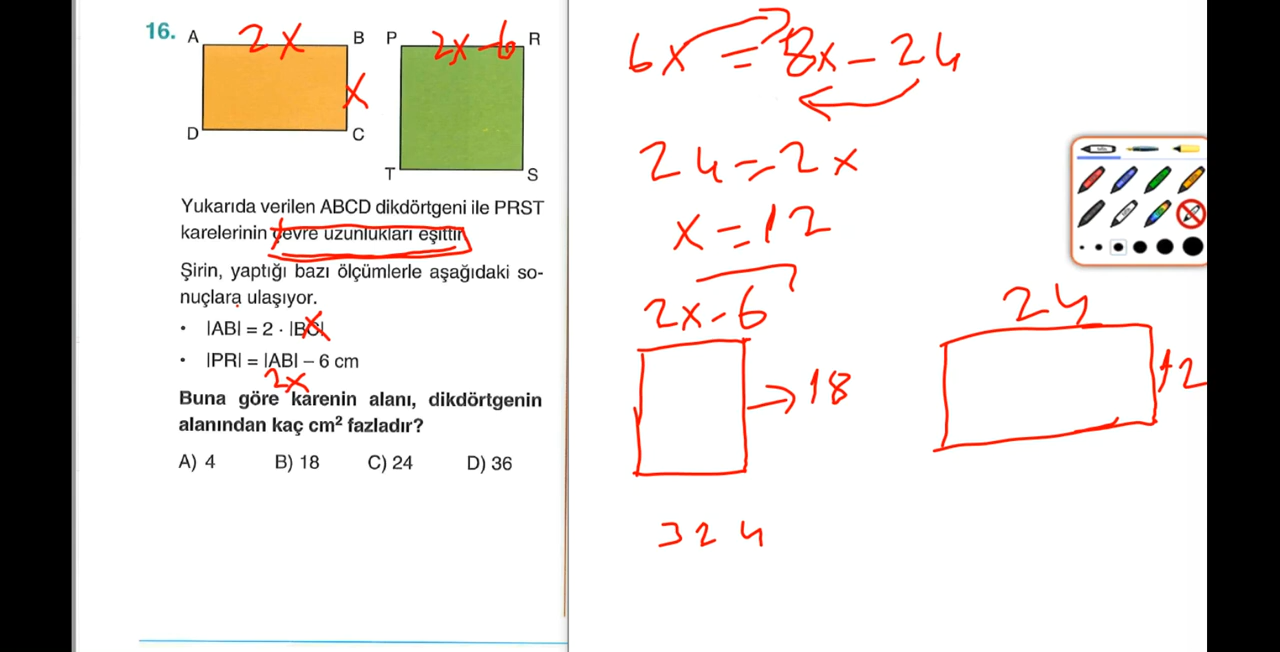 16. A 2x B P 2x-6 R
x
D C
T S
Yukarıda verilen ABCD dikdörtgeni ile PRST
karelerinin çevre uzunlukları eşittir.
Şirin, yaptığı bazı ölçümlerle aşağıdaki so-
nuçlara ulaşıyor.
• |AB| = 2 · |BC| x
• |PR| = |AB| – 6 cm
2x
Buna göre karenin alanı, dikdörtgenin
alanından kaç cm² fazladır?
A) 4 B) 18 C) 24 D) 36
6x = 8x - 24
24 = 2x
x = 12
2x - 6
18
324
24
12